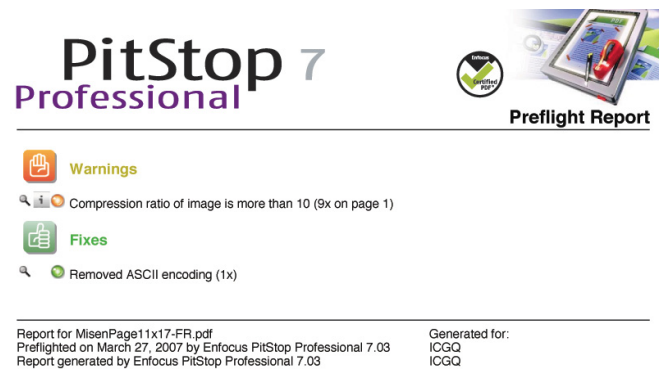 PitStop 7
Professional
Enfocus
Certified
PDF
Preflight Report
Warnings
i
Compression ratio of image is more than 10 (9x on page 1)
Fixes
Removed ASCII encoding (1x)
Report for MisenPage11x17-FR.pdf
Generated for:
Preflighted on March 27, 2007 by Enfocus PitStop Professional 7.03
ICGQ
Report generated by Enfocus PitStop Professional 7.03
ICGQ